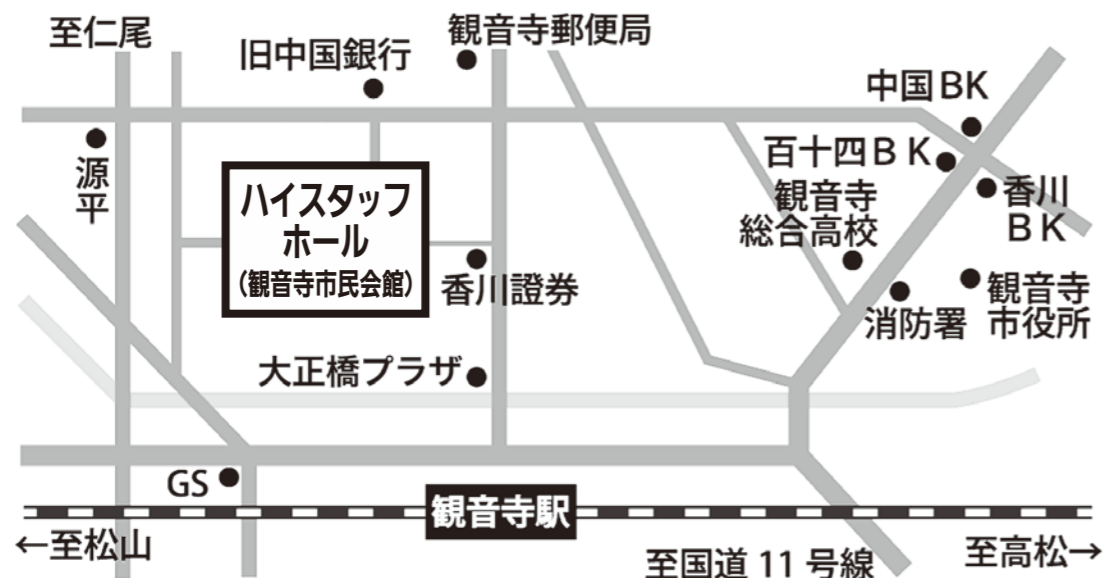 至仁尾
旧中国銀行
観音寺郵便局
中国BK
源平
百十四BK
香川
BK
ハイスタッフ
ホール
(観音寺市民会館)
観音寺
総合高校
香川證券
消防署
観音寺
市役所
大正橋プラザ
GS
観音寺駅
←至松山
至国道11号線
至高松→